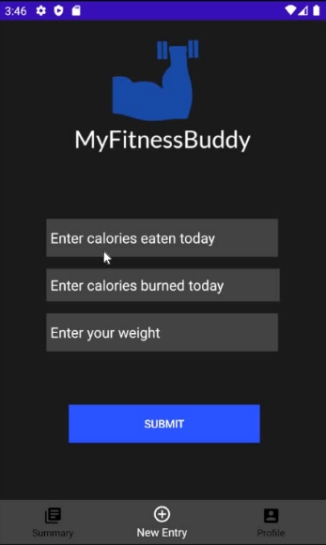 3:46
MyFitnessBuddy
Enter calories eaten today
Enter calories burned today
Enter your weight
SUBMIT
Summary
New Entry
Profile